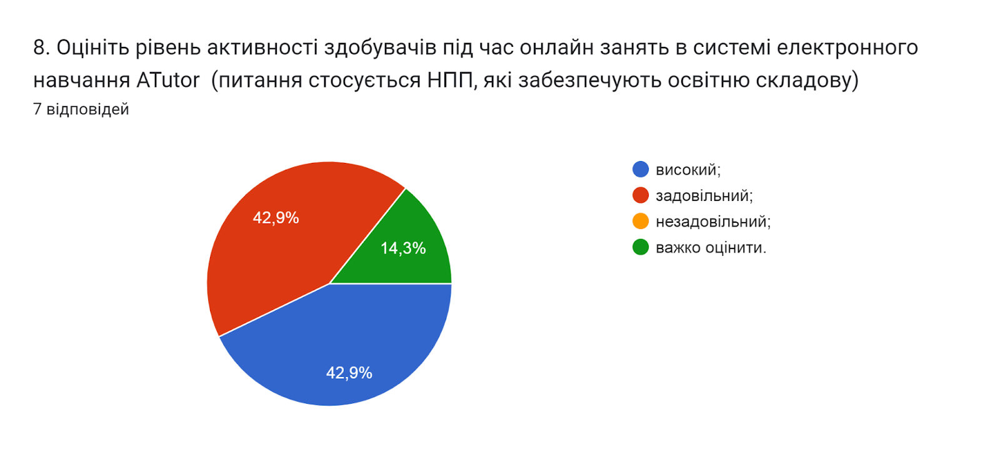 8. Оцініть рівень активності здобувачів під час онлайн занять в системі електронного
навчання ATutor  (питання стосується НПП, які забезпечують освітню складову)
7 відповідей
високий;
задовільний;
незадовільний;
важко оцінити.
42,9%
14,3%
42,9%